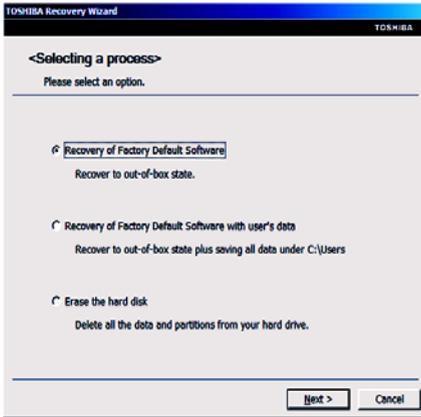 TOSHIBA Recovery Wizard
TOSHIBA
<Selecting a process>
Please select an option.
Recovery of Factory Default Software
Recover to out-of-box state.
Recovery of Factory Default Software with user's data
Recover to out-of-box state plus saving all data under C:\Users
Erase the hard disk
Delete all the data and partitions from your hard drive.
Next > Cancel